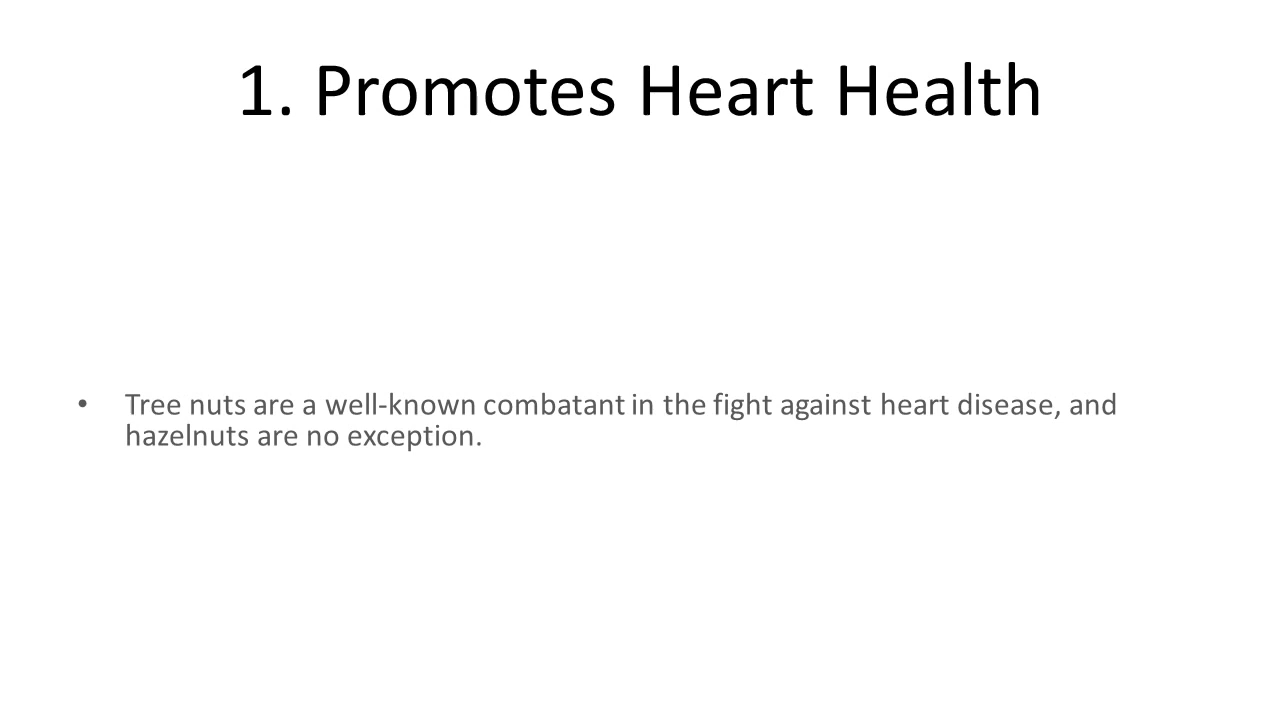 1. Promotes Heart Health
• Tree nuts are a well-known combatant in the fight against heart disease, and
hazelnuts are no exception.